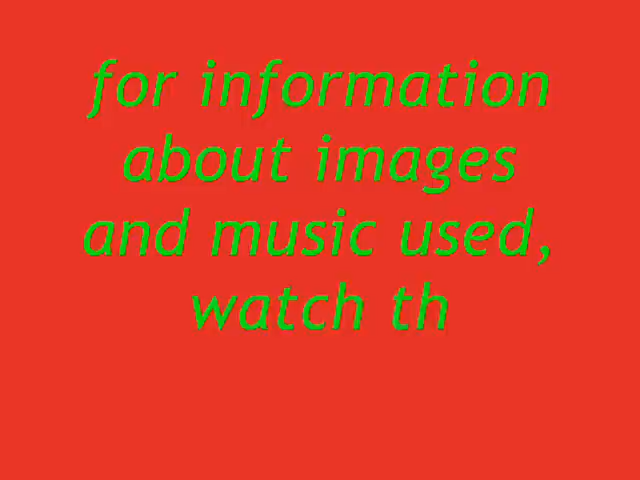 for information
about images
and music used,
watch th